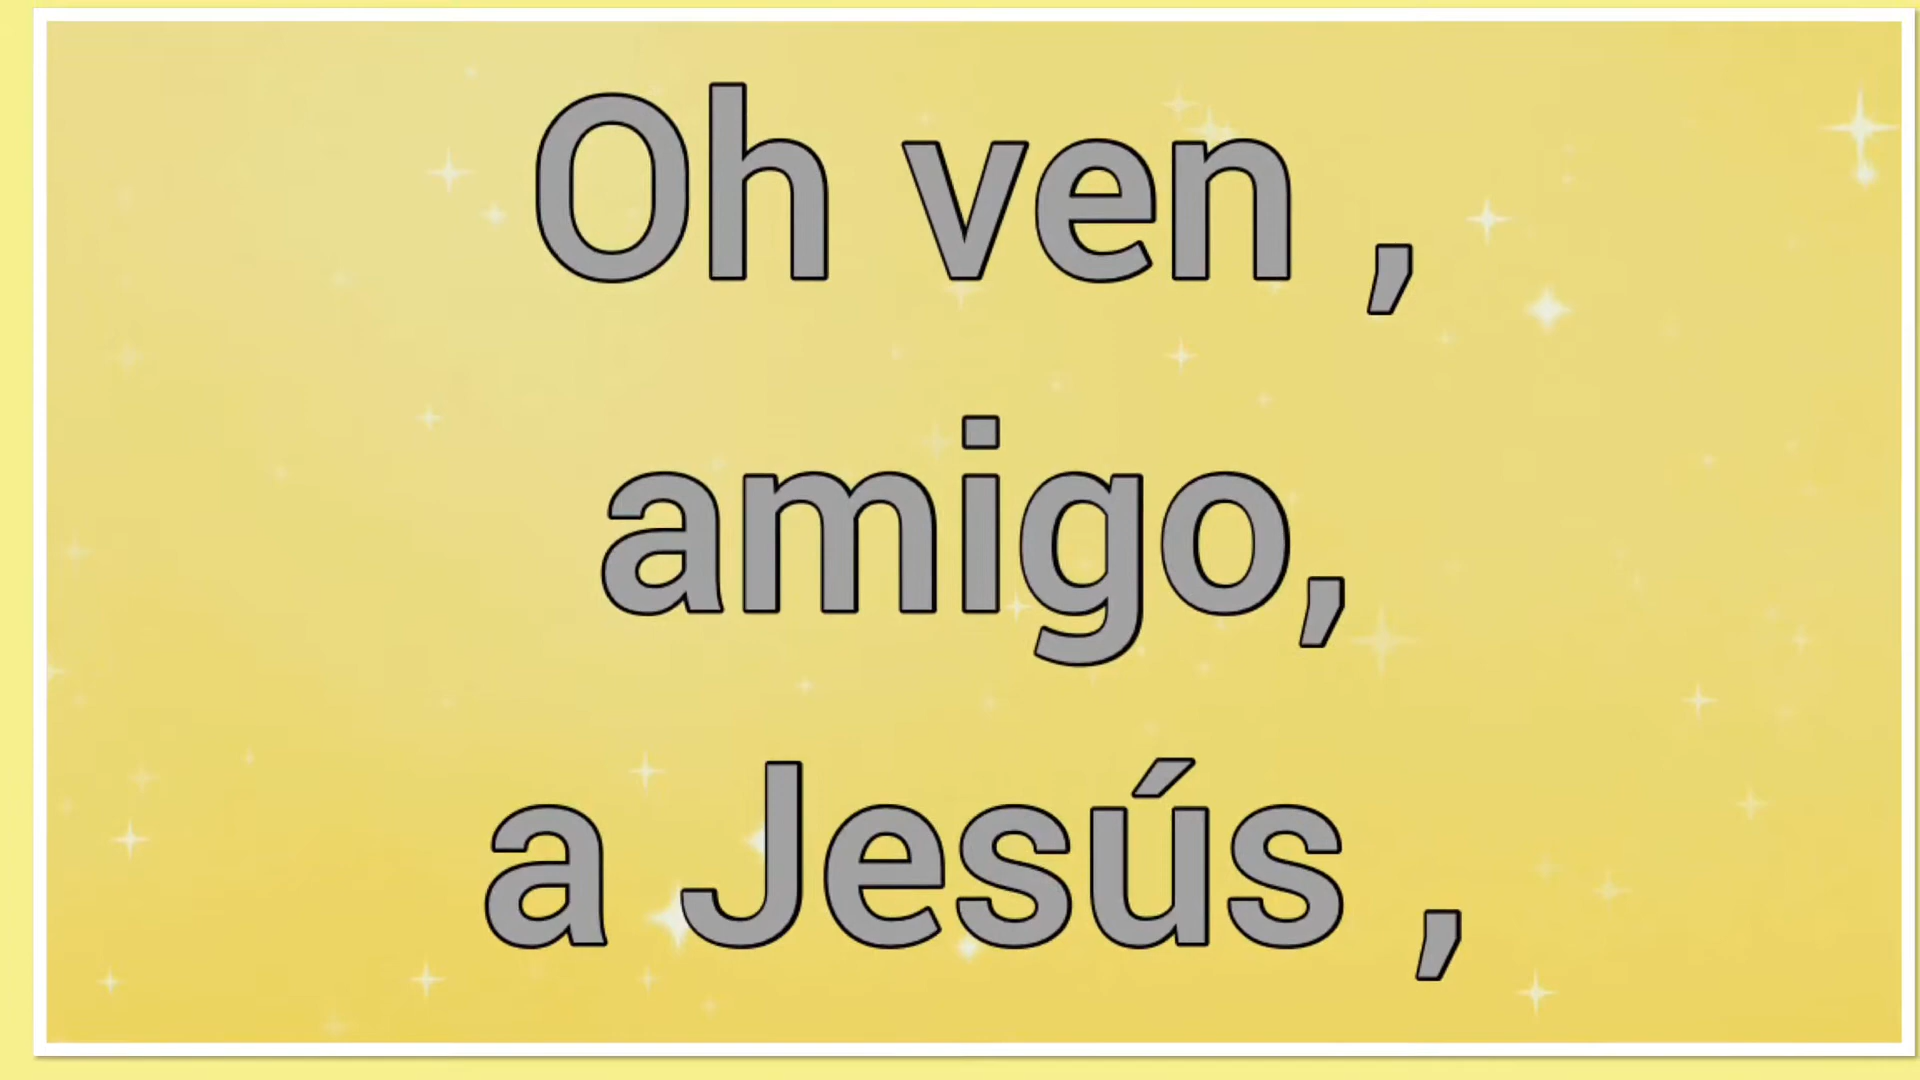 Oh ven ,
amigo,
a Jesús ,